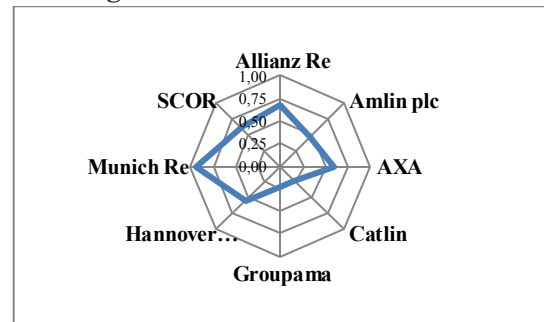 Allianz Re
1,00
SCOR
Amlin plc
0,75
0,50
0,25
Munich Re
0,00
AXA
Hannover…
Catlin
Groupama